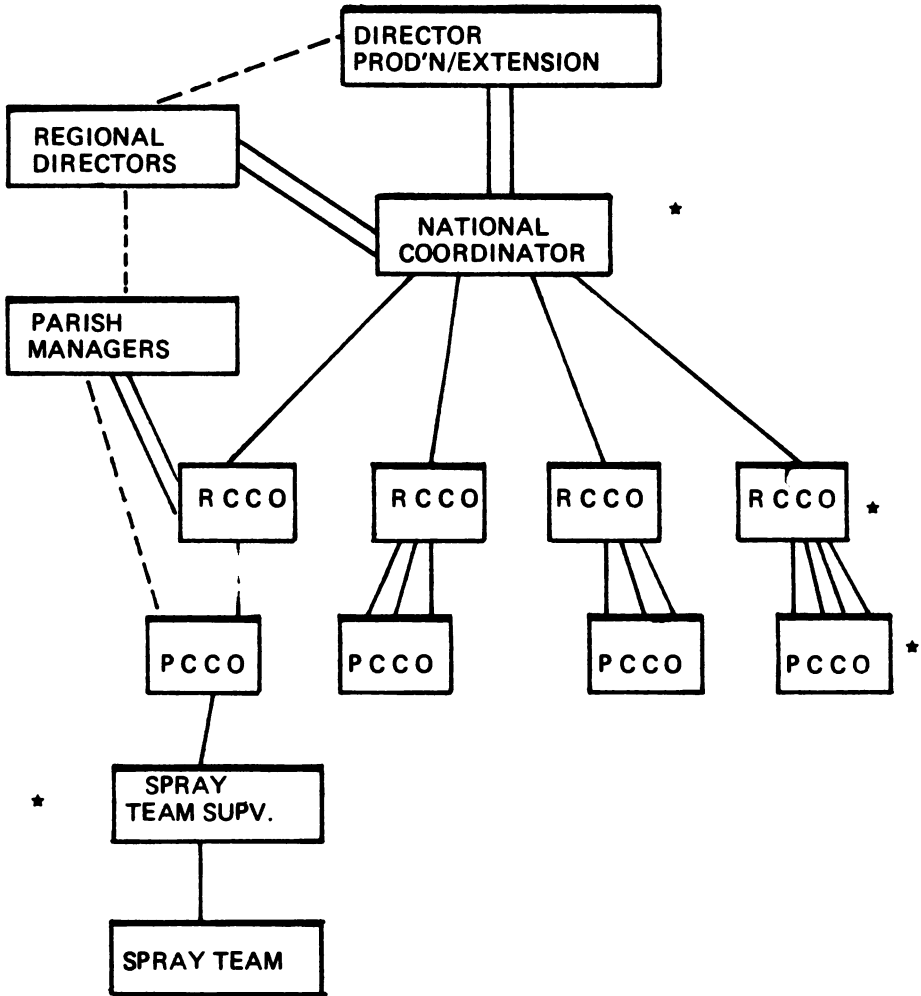 DIRECTOR
PROD'N/EXTENSION
REGIONAL
DIRECTORS
NATIONAL
COORDINATOR
PARISH
MANAGERS
RCCO
RCCO
RCCO
RCCO
PCCO
PCCO
PCCO
PCCO
SPRAY
TEAM SUPV.
SPRAY TEAM